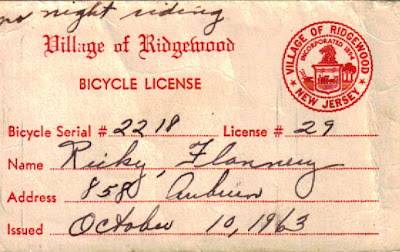 no night riding
Village of Ridgewood
BICYCLE LICENSE
VILLAGE OF RIDGEWOOD
INCORPORATED 1894
NEW JERSEY
Bicycle Serial # 2218 License # 29
Name Ricky Flannery
Address 858 Auburn
Issued October 10, 1963